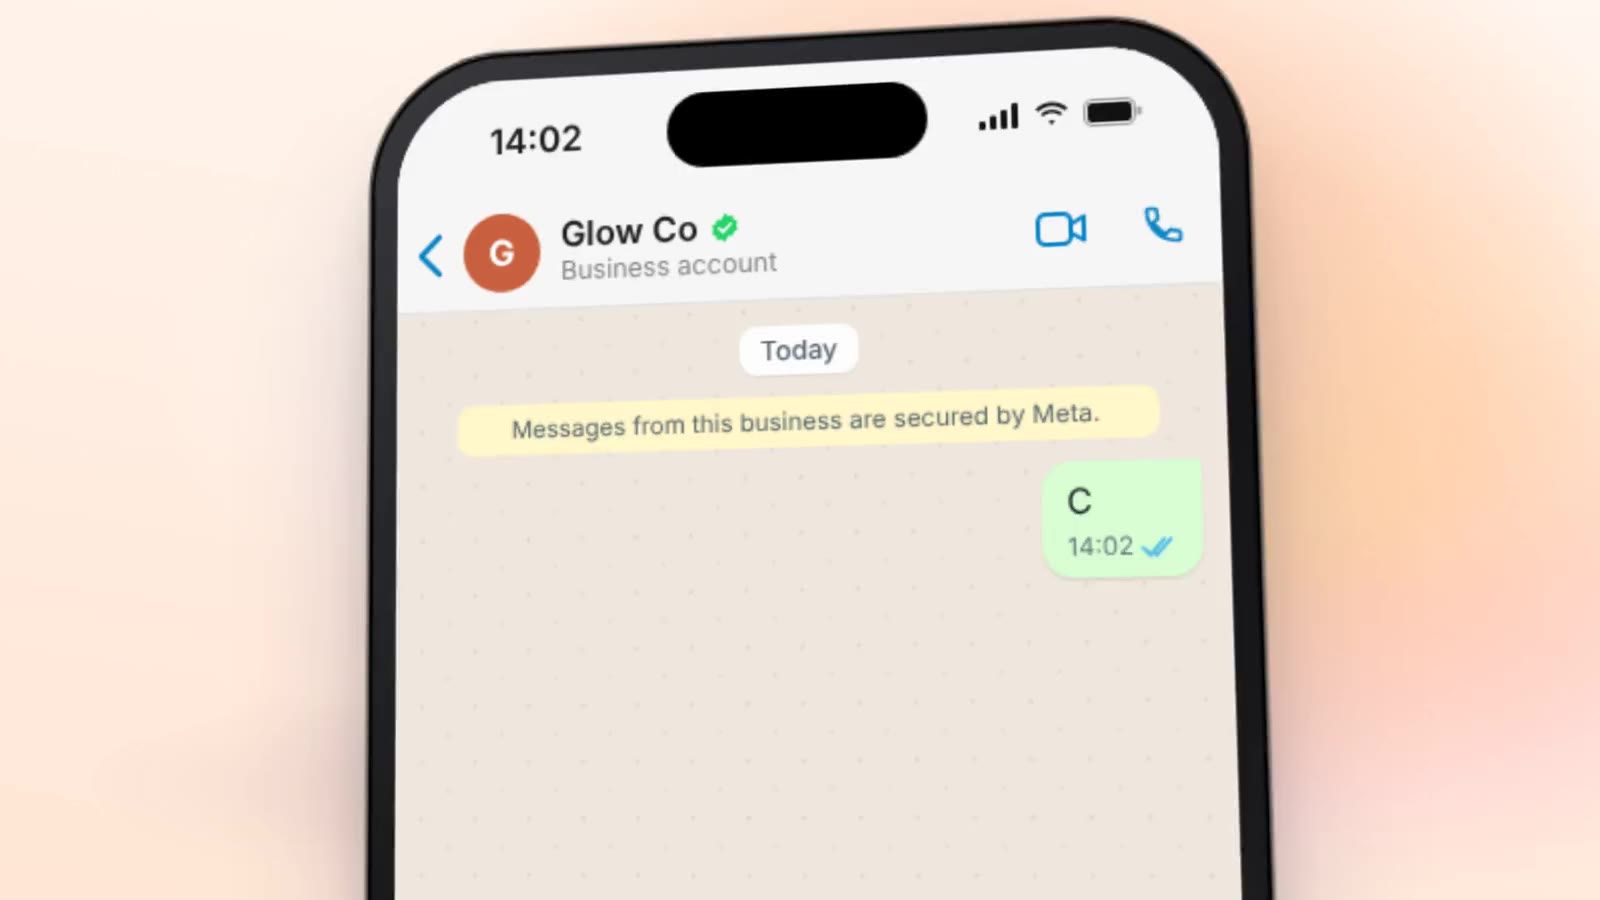 14:02
G
Glow Co
Business account
Today
Messages from this business are secured by Meta.
C
14:02